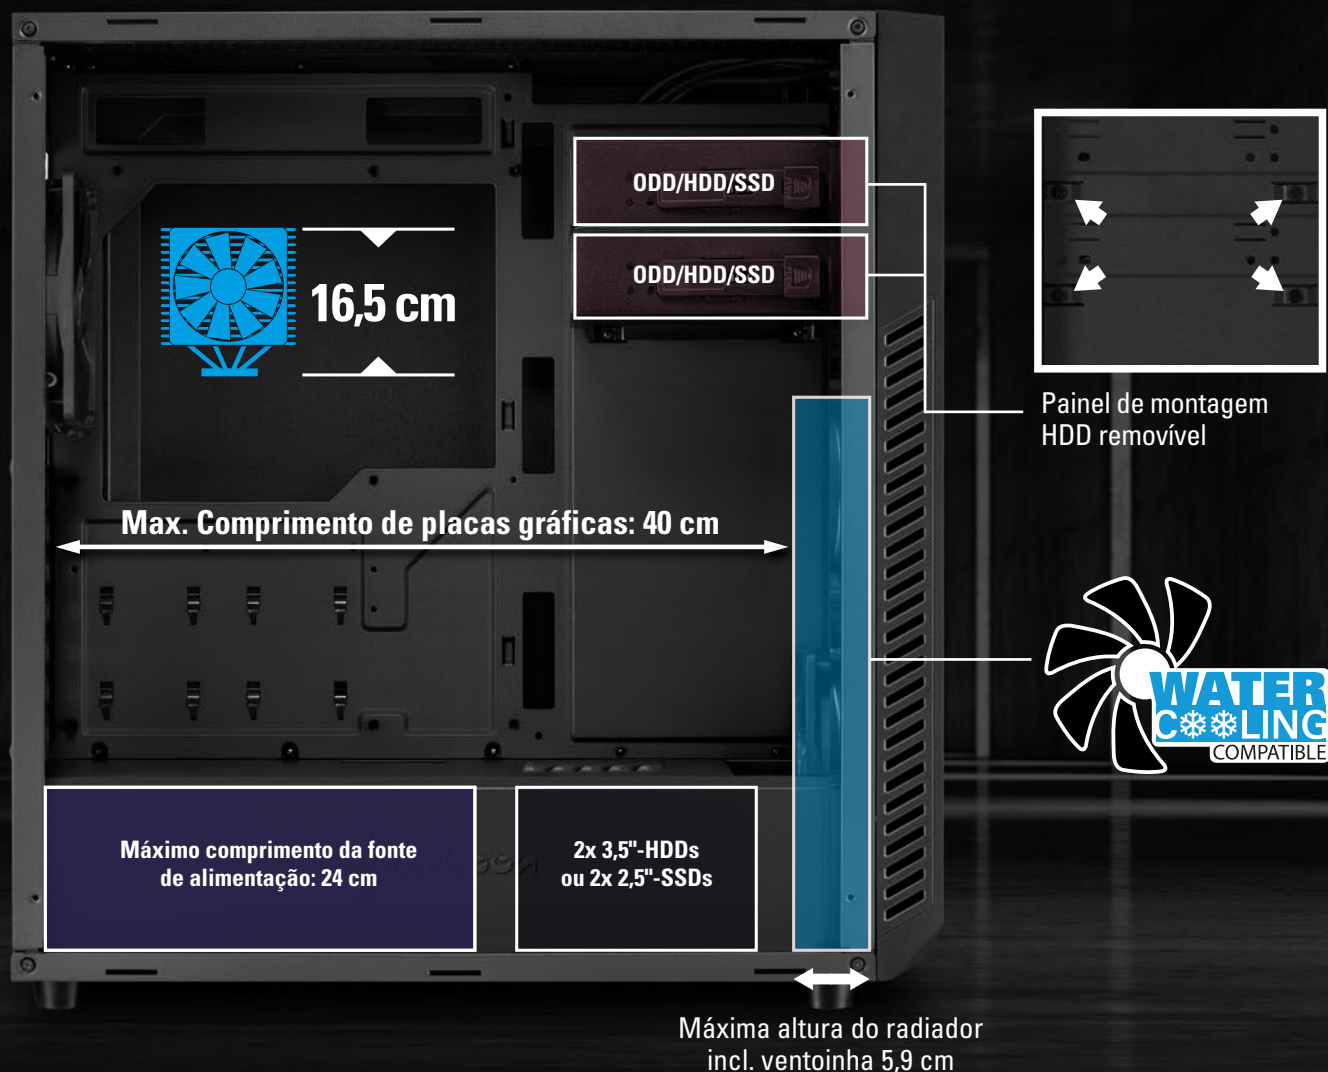 ODD/HDD/SSD
ODD/HDD/SSD
16,5 cm
Painel de montagem
HDD removível
Max. Comprimento de placas gráficas: 40 cm
WATER
COOLING
COMPATIBLE
Máximo comprimento da fonte
de alimentação: 24 cm
2x 3,5"-HDDs
ou 2x 2,5"-SSDs
Máxima altura do radiador
incl. ventoinha 5,9 cm